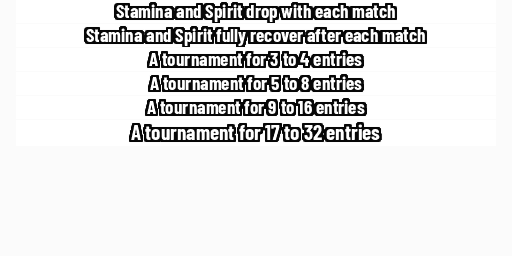 Stamina and Spirit drop with each match
Stamina and Spirit fully recover after each match
A tournament for 3 to 4 entries
A tournament for 5 to 8 entries
A tournament for 9 to 16 entries
A tournament for 17 to 32 entries